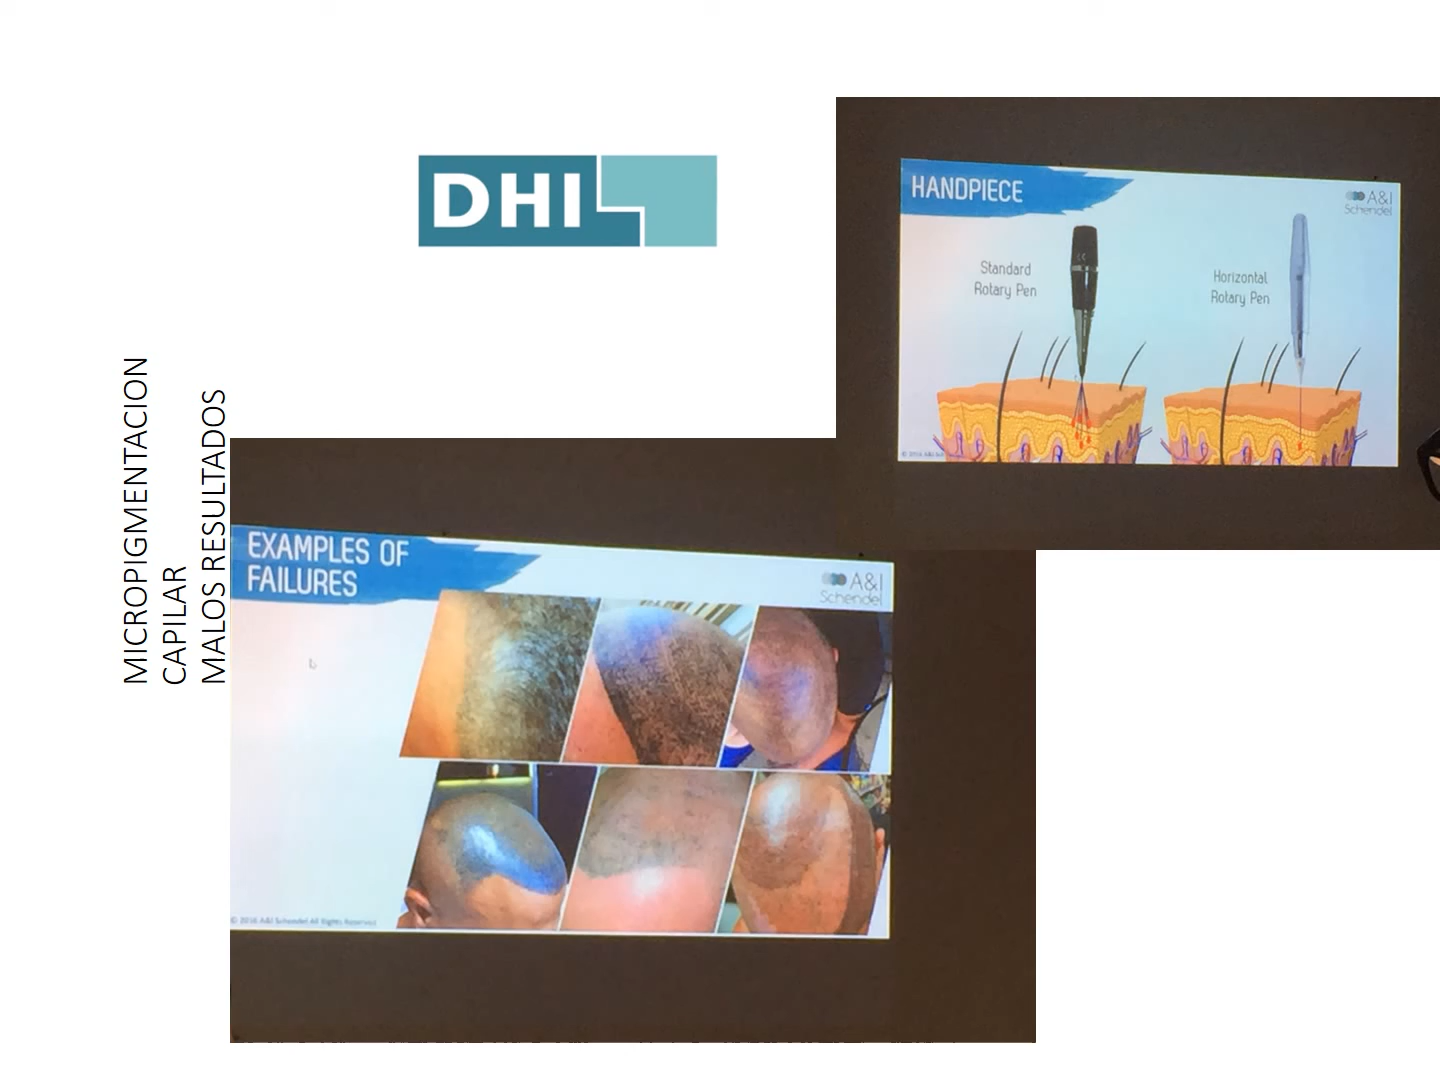 DHI
HANDPIECE
A&I
Schendel
Standard
Rotary Pen
Horizontal
Rotary Pen
MICROPIGMENTACION
CAPILAR
MALOS RESULTADOS
EXAMPLES OF
FAILURES
A&I
Schendel
© 2016 A&I Schendel All Rights Reserved